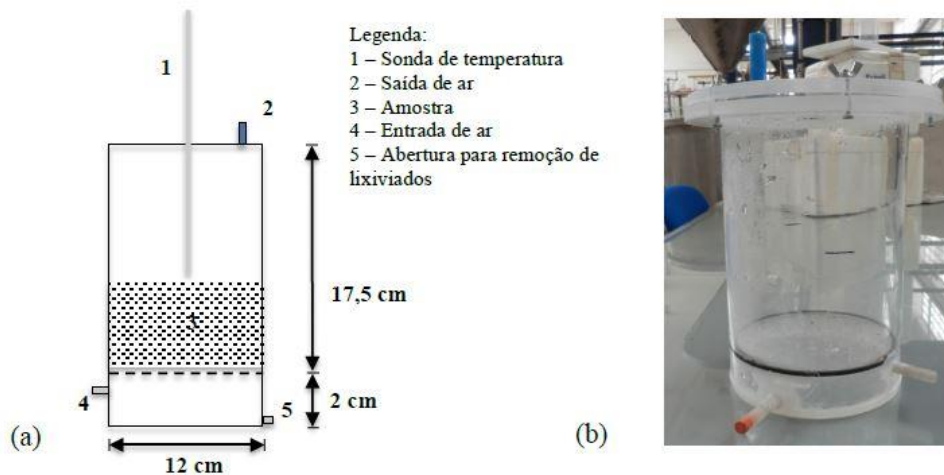 Legenda:
1 – Sonda de temperatura
2 – Saída de ar
3 – Amostra
4 – Entrada de ar
5 – Abertura para remoção de
lixiviados
1
2
3
17,5 cm
4
5
2 cm
12 cm
(a)
(b)